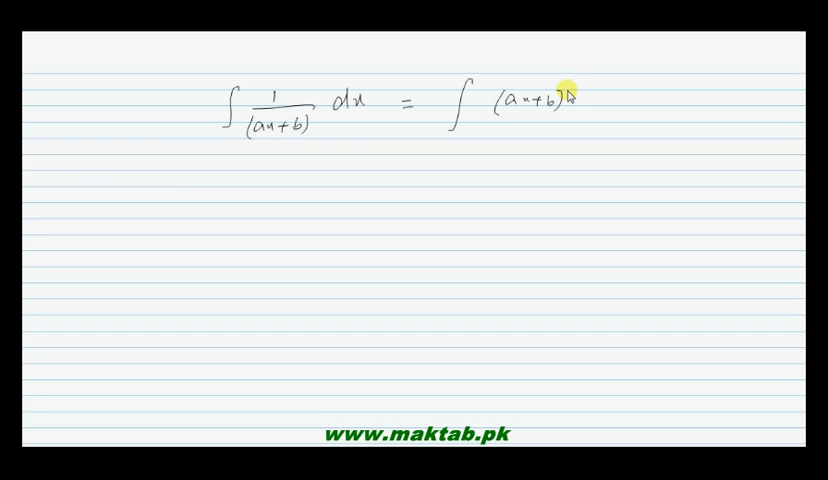 ∫ 1/(ax+b) dx = ∫ (ax+b)
www.maktab.pk